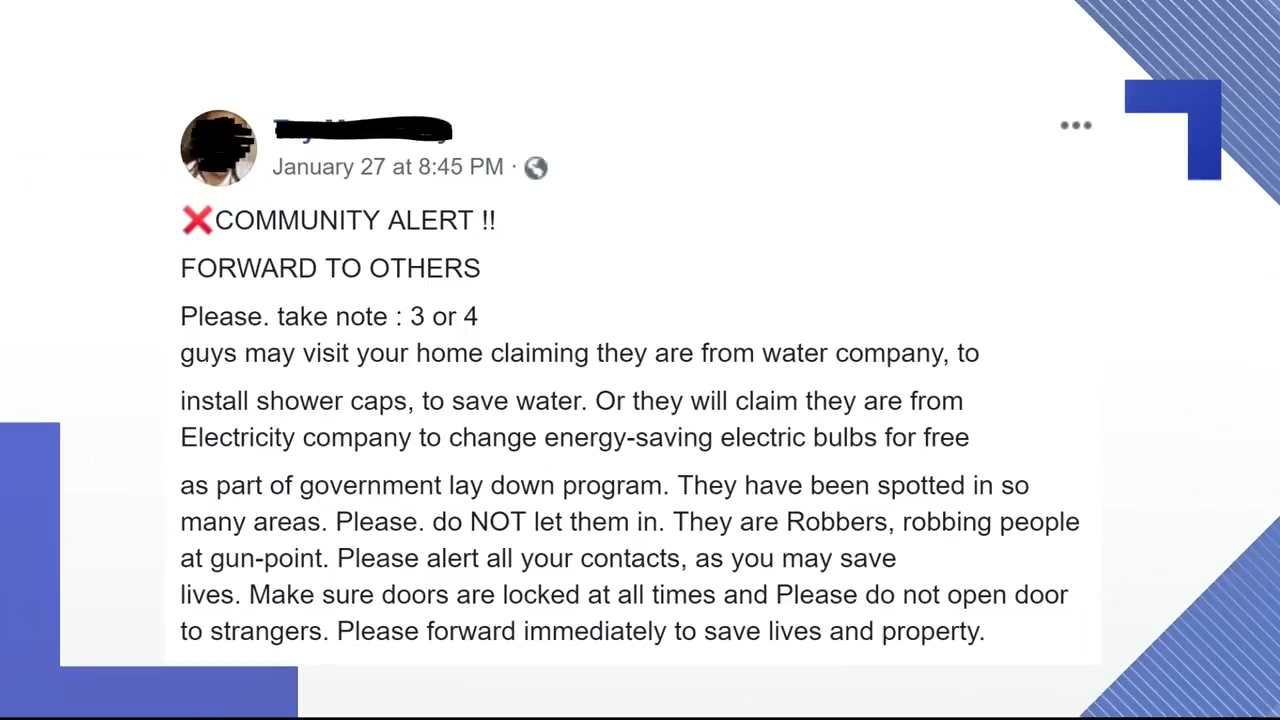 January 27 at 8:45 PM ·
❌COMMUNITY ALERT !!
FORWARD TO OTHERS
Please. take note : 3 or 4
guys may visit your home claiming they are from water company, to
install shower caps, to save water. Or they will claim they are from
Electricity company to change energy-saving electric bulbs for free
as part of government lay down program. They have been spotted in so
many areas. Please. do NOT let them in. They are Robbers, robbing people
at gun-point. Please alert all your contacts, as you may save
lives. Make sure doors are locked at all times and Please do not open door
to strangers. Please forward immediately to save lives and property.